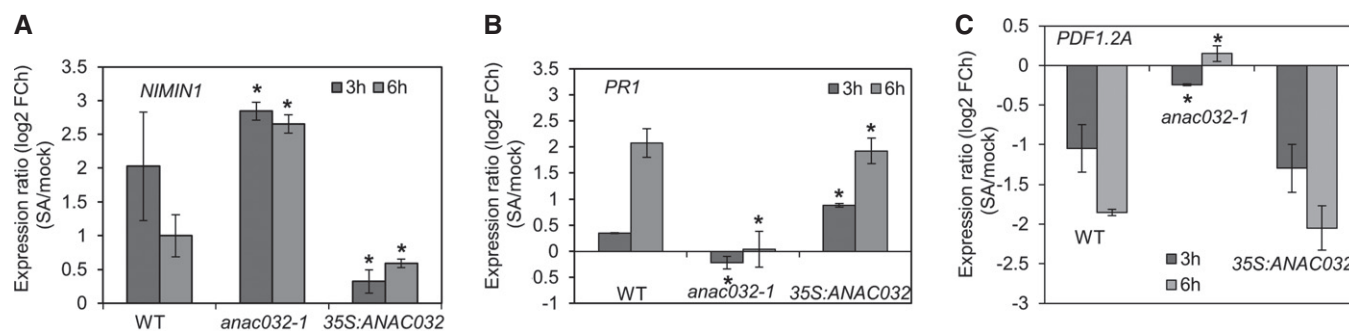 A
Expression ratio (log2 FCh)
(SA/mock)
3.5
3
2.5
2
1.5
1
0.5
0
NIMIN1
3h 6h
* *
* *
WT anac032-1 35S:ANAC032
B
Expression ratio (log2 FCh)
(SA/mock)
3.5
3
2.5
2
1.5
1
0.5
0
0.5
-1
PR1
3h 6h
* *
* *
WT anac032-1 35S:ANAC032
C
Expression ratio (log2 FCh)
(SA/mock)
0.5
0
-0.5
-1
-1.5
-2
-2.5
-3
PDF1.2A
*
*
anac032-1
WT
35S:ANAC032
3h
6h